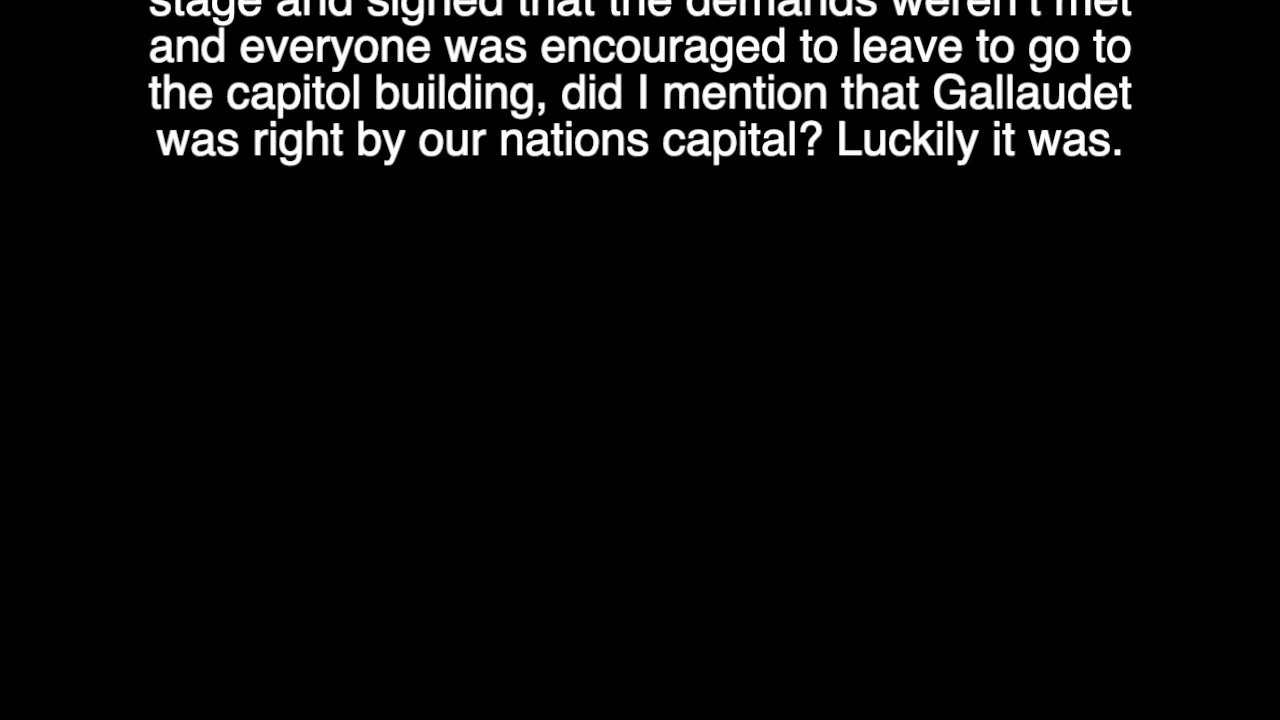 stage and signed that the demands weren't met
and everyone was encouraged to leave to go to
the capitol building, did I mention that Gallaudet
was right by our nations capital? Luckily it was.